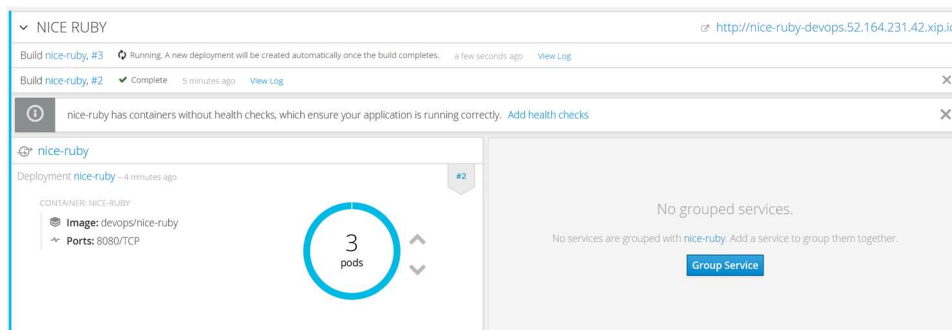 NICE RUBY
http://nice-ruby-devops.52.164.231.42.xip.io
Build nice-ruby, #3 Running. A new deployment will be created automatically once the build completes. a few seconds ago View Log
Build nice-ruby, #2 Complete 5 minutes ago View Log
nice-ruby has containers without health checks, which ensure your application is running correctly. Add health checks
nice-ruby
Deployment nice-ruby – 4 minutes ago
#2
CONTAINER: NICE-RUBY
Image: devops/nice-ruby
Ports: 8080/TCP
3
pods
No grouped services.
No services are grouped with nice-ruby. Add a service to group them together.
Group Service